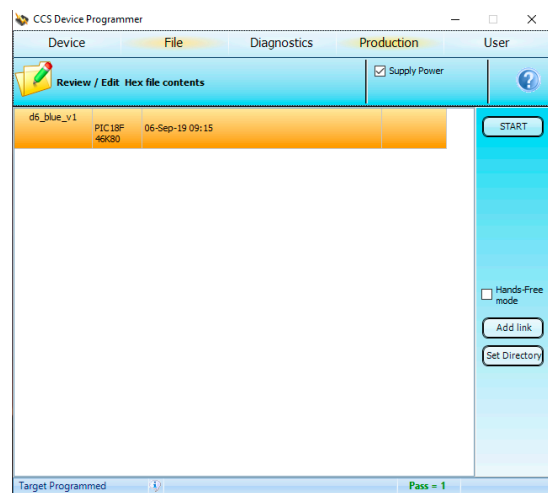 CCS Device Programmer
Device File Diagnostics Production User
Review / Edit Hex file contents
Supply Power
?
d6_blue_v1
PIC18F
46K80
06-Sep-19 09:15
START
Hands-Free
mode
Add link
Set Directory
Target Programmed
Pass = 1